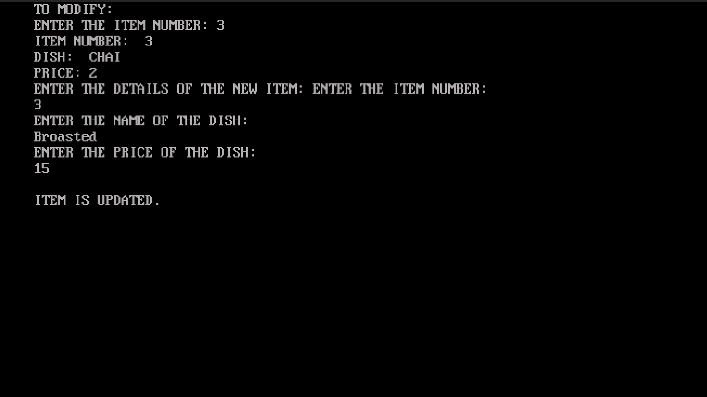 TO MODIFY:
ENTER THE ITEM NUMBER: 3
ITEM NUMBER:  3
DISH:  CHAI
PRICE: 2
ENTER THE DETAILS OF THE NEW ITEM: ENTER THE ITEM NUMBER:
3
ENTER THE NAME OF THE DISH:
Broasted
ENTER THE PRICE OF THE DISH:
15
ITEM IS UPDATED.